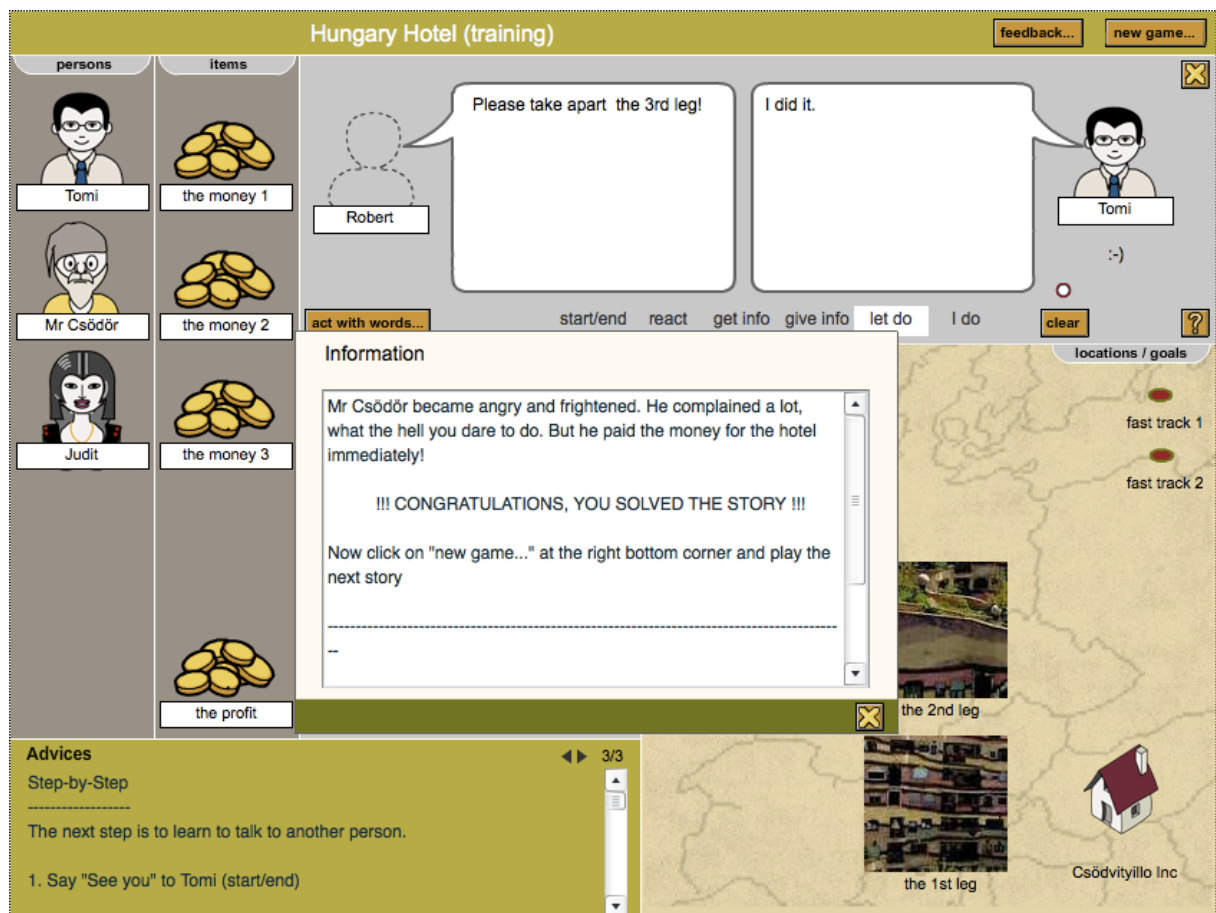 Hungary Hotel (training)
feedback...
new game...
persons
items
Tomi
Mr Csödör
Judit
the money 1
the money 2
the money 3
the profit
Robert
Please take apart  the 3rd leg!
I did it.
Tomi
:-)
act with words...
start/end
react
get info
give info
let do
I do
clear
?
locations / goals
fast track 1
fast track 2
Information
Mr Csödör became angry and frightened. He complained a lot,
what the hell you dare to do. But he paid the money for the hotel
immediately!
!!! CONGRATULATIONS, YOU SOLVED THE STORY !!!
Now click on "new game..." at the right bottom corner and play the
next story
-------------------------------------------------------------------------------------------
--
the 2nd leg
the 1st leg
Csödvityillo Inc
Advices
3/3
Step-by-Step
------------------
The next step is to learn to talk to another person.
1. Say "See you" to Tomi (start/end)